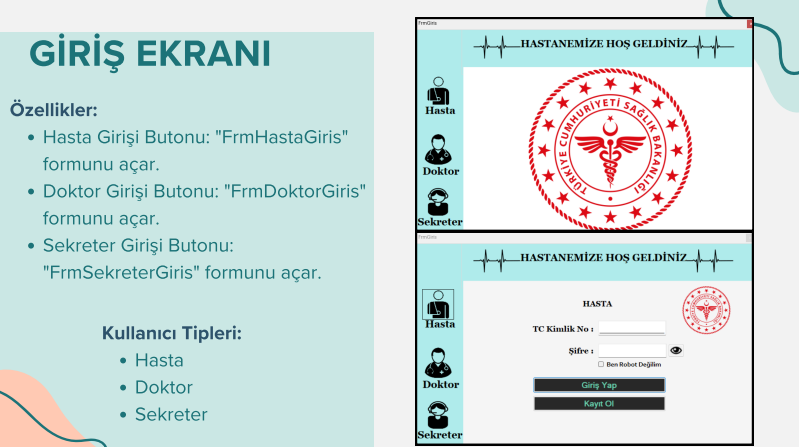 GİRİŞ EKRANI
Özellikler:
• Hasta Girişi Butonu: "FrmHastaGiris"
formunu açar.
• Doktor Girişi Butonu: "FrmDoktorGiris"
formunu açar.
• Sekreter Girişi Butonu:
"FrmSekreterGiris" formunu açar.
Kullanıcı Tipleri:
• Hasta
• Doktor
• Sekreter
FrmGiris
HASTANEMİZE HOŞ GELDİNİZ
Hasta
Doktor
Sekreter
TÜRKİYE CUMHURİYETİ SAĞLIK BAKANLIĞI
FrmGiris
HASTANEMİZE HOŞ GELDİNİZ
Hasta
Doktor
Sekreter
HASTA
TC Kimlik No :
Şifre :
Ben Robot Değilim
Giriş Yap
Kayıt Ol